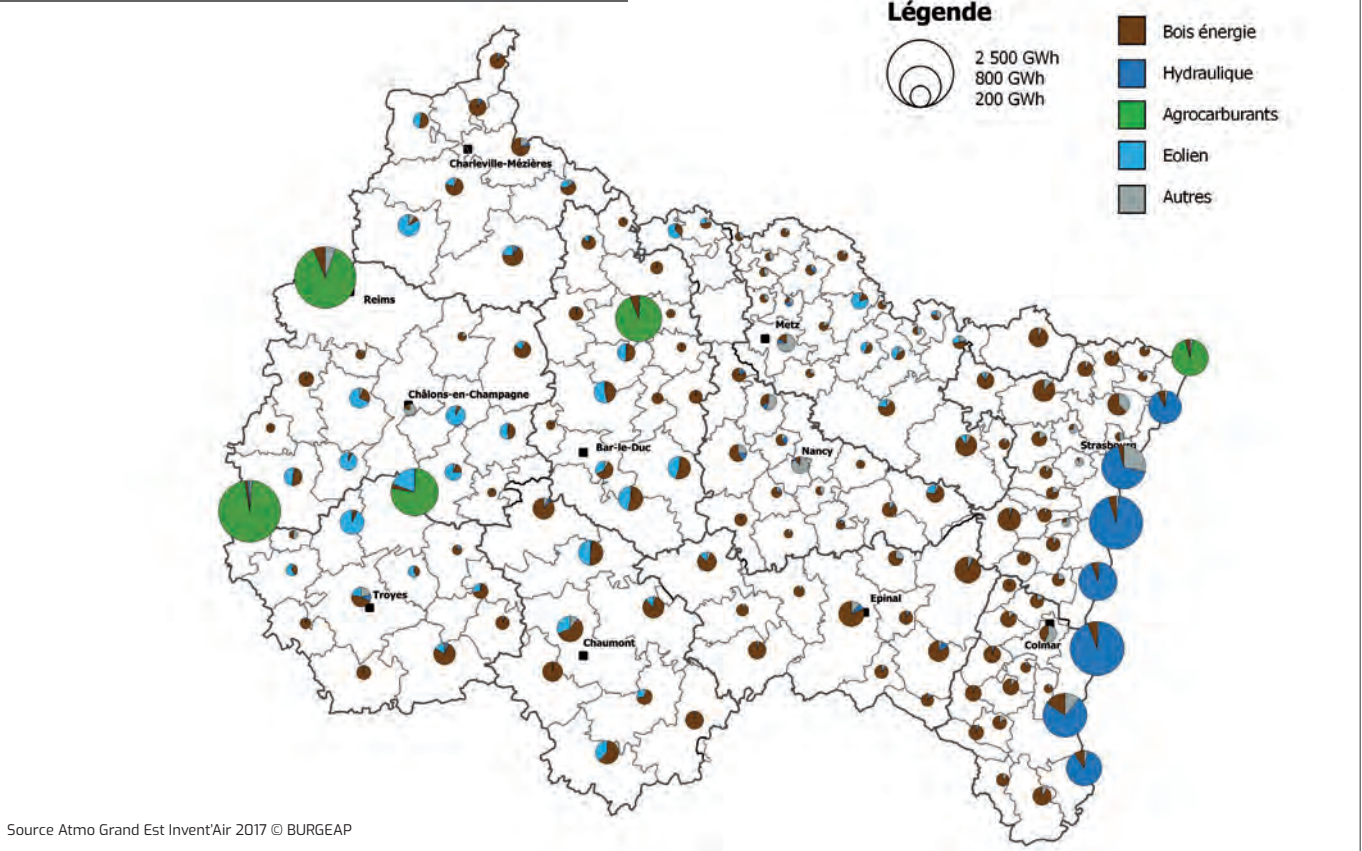 Légende
2 500 GWh
800 GWh
200 GWh
Bois énergie
Hydraulique
Agrocarburants
Eolien
Autres
Charleville-Mézières
Reims
Metz
Châlons-en-Champagne
Bar-le-Duc
Nancy
Strasbourg
Troyes
Epinal
Chaumont
Colmar
Source Atmo Grand Est Invent'Air 2017 © BURGEAP